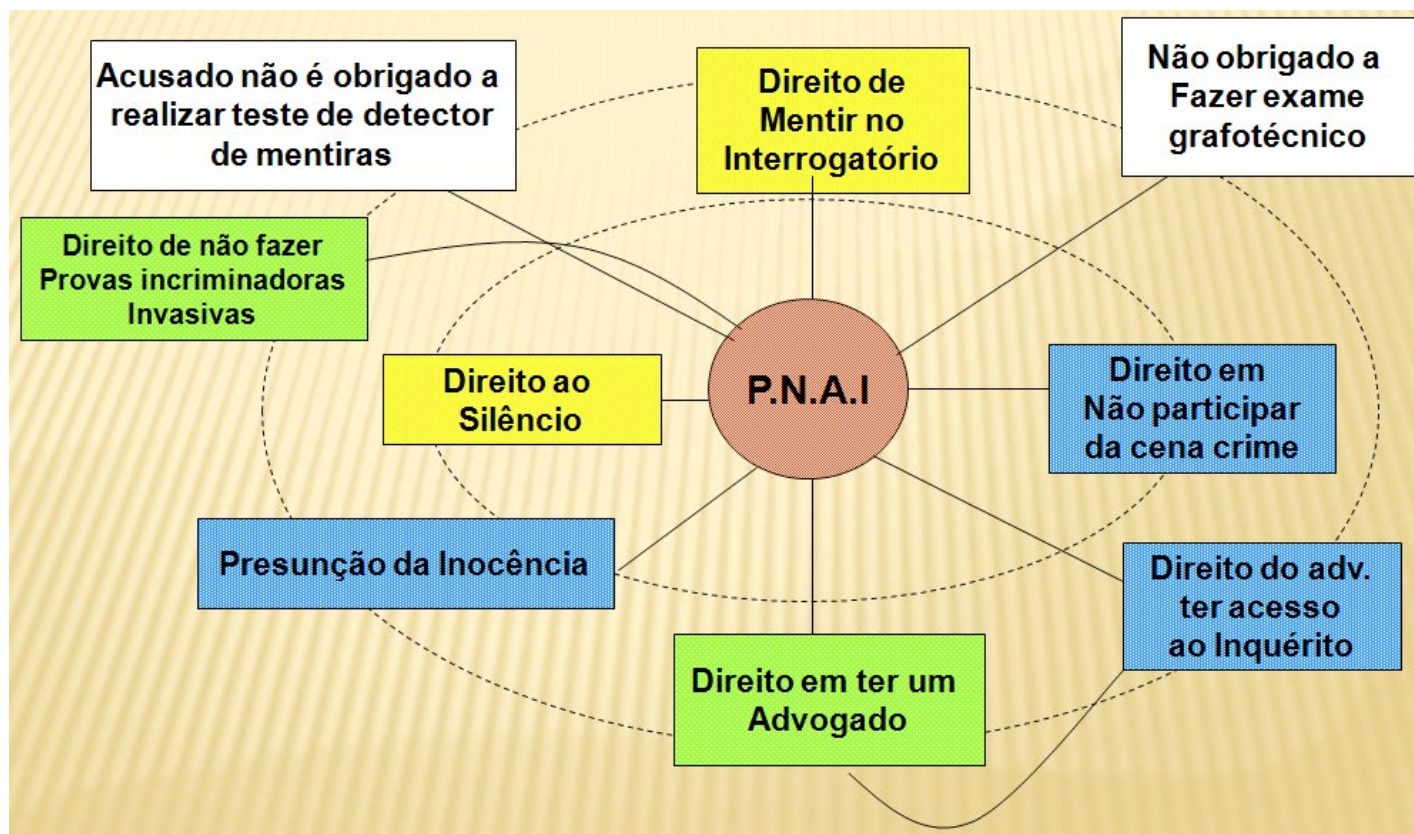 Acusado não é obrigado a
realizar teste de detector
de mentiras
Direito de
Mentir no
Interrogatório
Não obrigado a
Fazer exame
grafotécnico
Direito de não fazer
Provas incriminadoras
Invasivas
Direito ao
Silêncio
P.N.A.I
Direito em
Não participar
da cena crime
Presunção da Inocência
Direito do adv.
ter acesso
ao Inquérito
Direito em ter um
Advogado